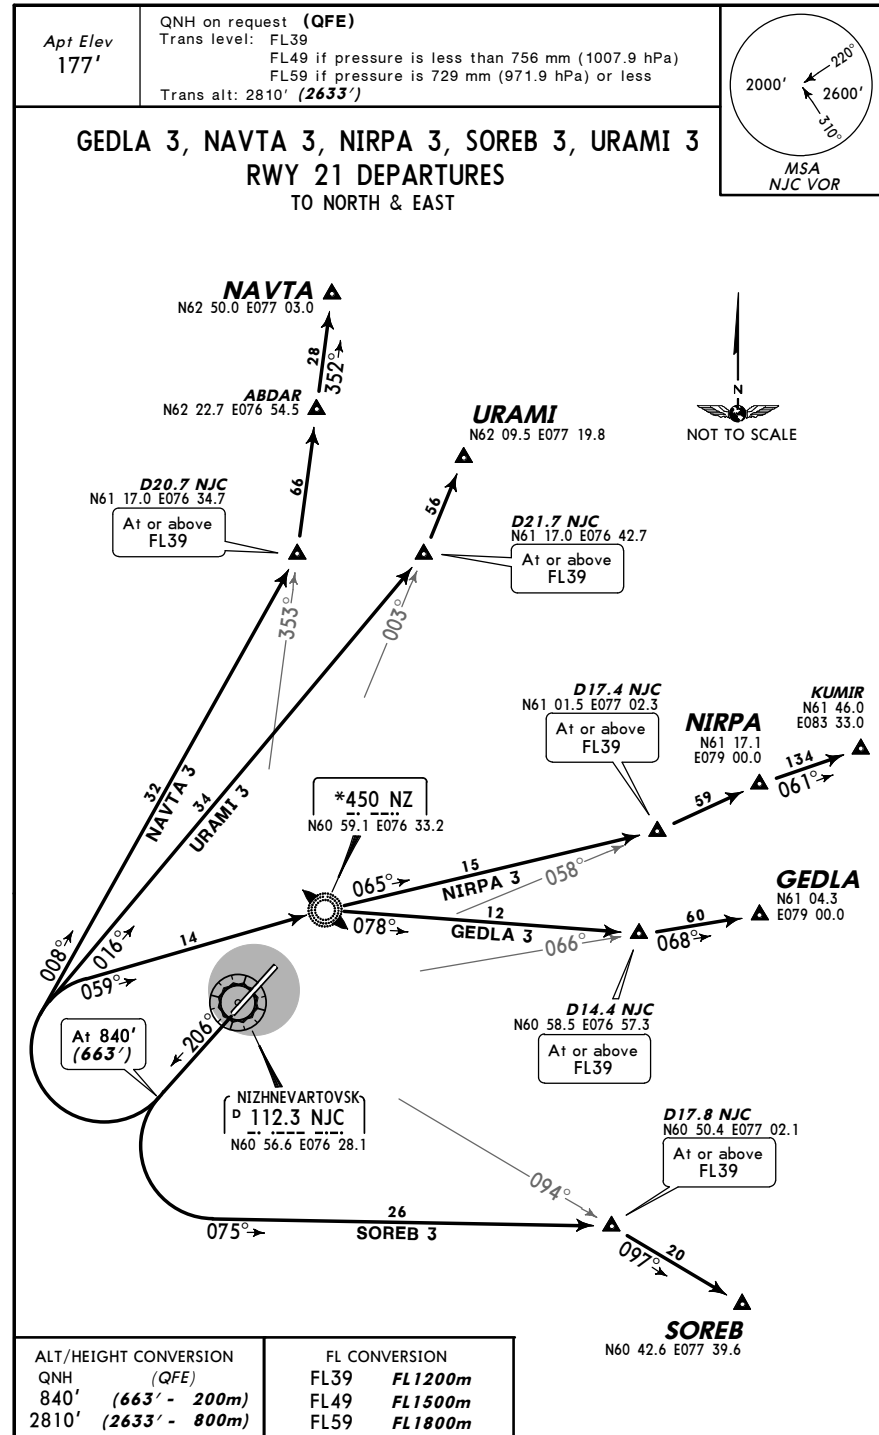 Apt Elev
177'
QNH on request (QFE)
Trans level: FL39
FL49 if pressure is less than 756 mm (1007.9 hPa)
FL59 if pressure is 729 mm (971.9 hPa) or less
Trans alt: 2810' (2633')
2000'
220°
2600'
310°
MSA
NJC VOR
GEDLA 3, NAVTA 3, NIRPA 3, SOREB 3, URAMI 3
RWY 21 DEPARTURES
TO NORTH & EAST
NAVTA
N62 50.0 E077 03.0
28
352°
ABDAR
N62 22.7 E076 54.5
N
NOT TO SCALE
URAMI
N62 09.5 E077 19.8
66
56
D20.7 NJC
N61 17.0 E076 34.7
At or above
FL39
D21.7 NJC
N61 17.0 E076 42.7
At or above
FL39
353°
003°
D17.4 NJC
N61 01.5 E077 02.3
At or above
FL39
KUMIR
N61 46.0
E083 33.0
NIRPA
N61 17.1
E079 00.0
134
061°
59
32
NAVTA 3
34
URAMI 3
*450 NZ
N60 59.1 E076 33.2
065°
15
NIRPA 3
058°
GEDLA
N61 04.3
E079 00.0
078°
12
GEDLA 3
066°
60
068°
14
008°
016°
059°
D14.4 NJC
N60 58.5 E076 57.3
At or above
FL39
206°
At 840'
(663')
NIZHNEVARTOVSK
D 112.3 NJC
N60 56.6 E076 28.1
D17.8 NJC
N60 50.4 E077 02.1
At or above
FL39
094°
075°
26
SOREB 3
097°
20
SOREB
N60 42.6 E077 39.6
ALT/HEIGHT CONVERSION
QNH (QFE)
840' (663' - 200m)
2810' (2633' - 800m)
FL CONVERSION
FL39 FL1200m
FL49 FL1500m
FL59 FL1800m